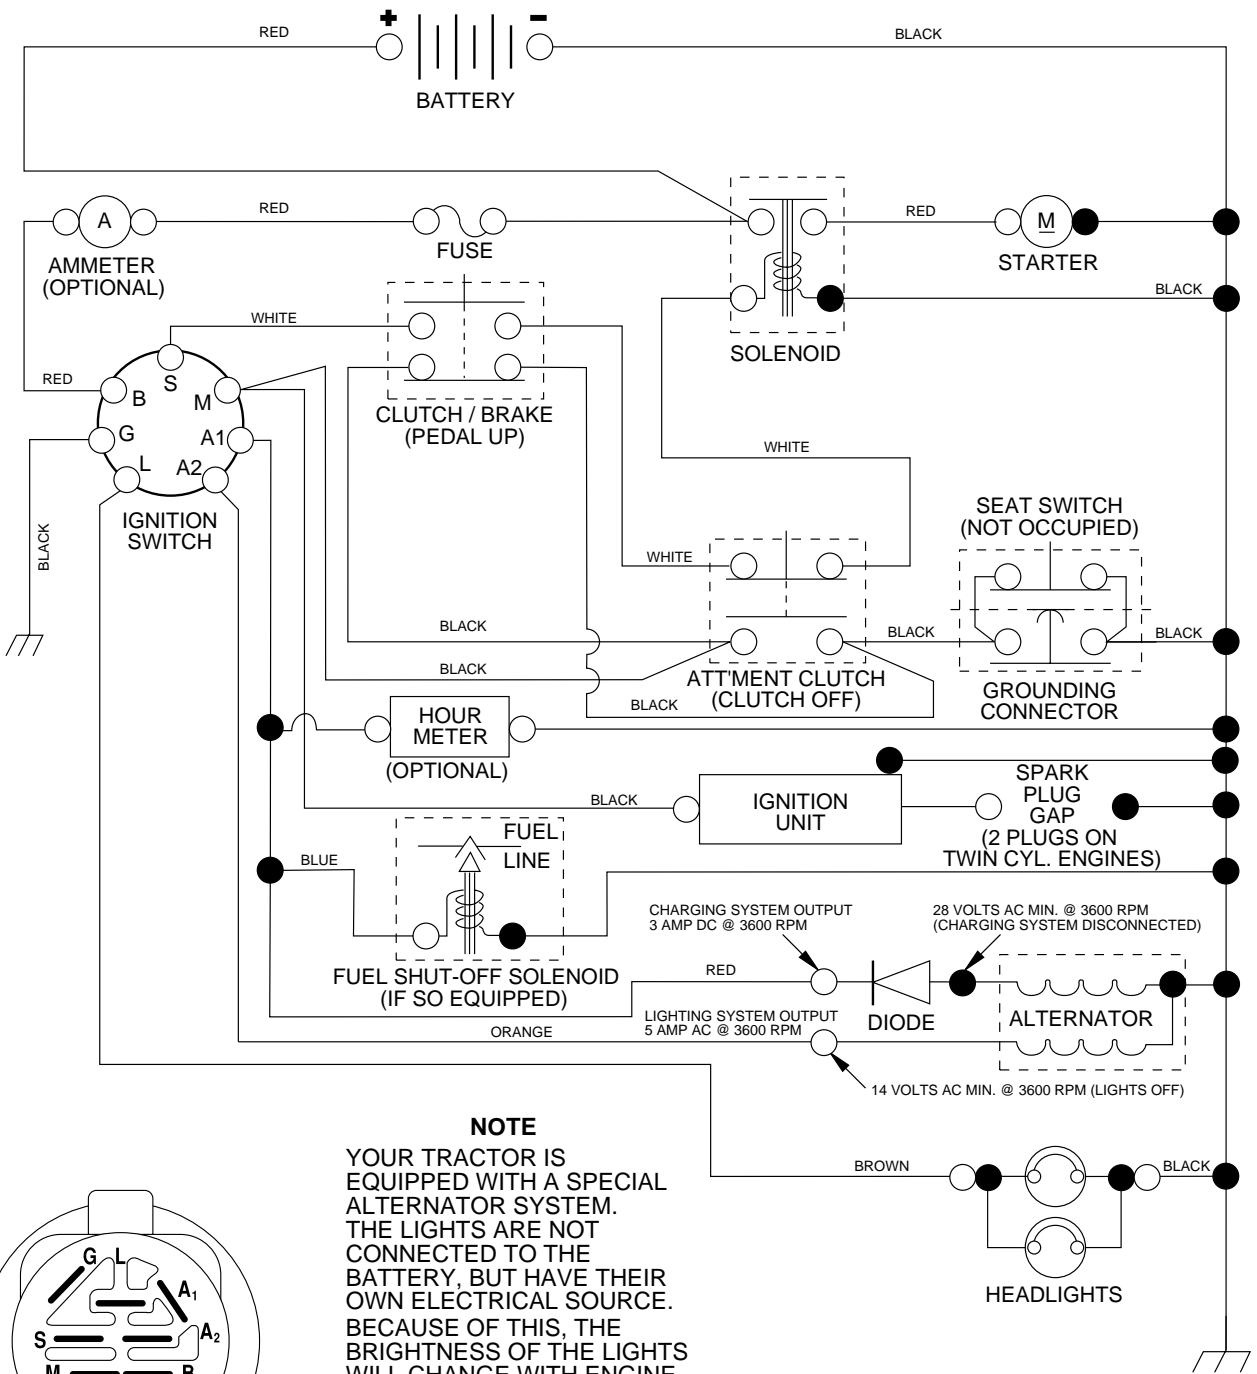 +
−
RED
BLACK
BATTERY
RED
A
AMMETER
(OPTIONAL)
FUSE
RED
M
STARTER
BLACK
SOLENOID
WHITE
RED
S
B
M
G
A1
L
A2
IGNITION
SWITCH
BLACK
CLUTCH / BRAKE
(PEDAL UP)
WHITE
WHITE
SEAT SWITCH
(NOT OCCUPIED)
BLACK
BLACK
BLACK
BLACK
BLACK
ATT'MENT CLUTCH
(CLUTCH OFF)
GROUNDING
CONNECTOR
HOUR
METER
(OPTIONAL)
BLACK
IGNITION
UNIT
SPARK
PLUG
GAP
(2 PLUGS ON
TWIN CYL. ENGINES)
BLUE
FUEL
LINE
FUEL SHUT-OFF SOLENOID
(IF SO EQUIPPED)
CHARGING SYSTEM OUTPUT
3 AMP DC @ 3600 RPM
28 VOLTS AC MIN. @ 3600 RPM
(CHARGING SYSTEM DISCONNECTED)
RED
DIODE
ALTERNATOR
LIGHTING SYSTEM OUTPUT
5 AMP AC @ 3600 RPM
ORANGE
14 VOLTS AC MIN. @ 3600 RPM (LIGHTS OFF)
BROWN
BLACK
HEADLIGHTS
NOTE
YOUR TRACTOR IS
EQUIPPED WITH A SPECIAL
ALTERNATOR SYSTEM.
THE LIGHTS ARE NOT
CONNECTED TO THE
BATTERY, BUT HAVE THEIR
OWN ELECTRICAL SOURCE.
BECAUSE OF THIS, THE
BRIGHTNESS OF THE LIGHTS
WILL CHANGE WITH ENGINE
G
L
A1
A2
S
M
B